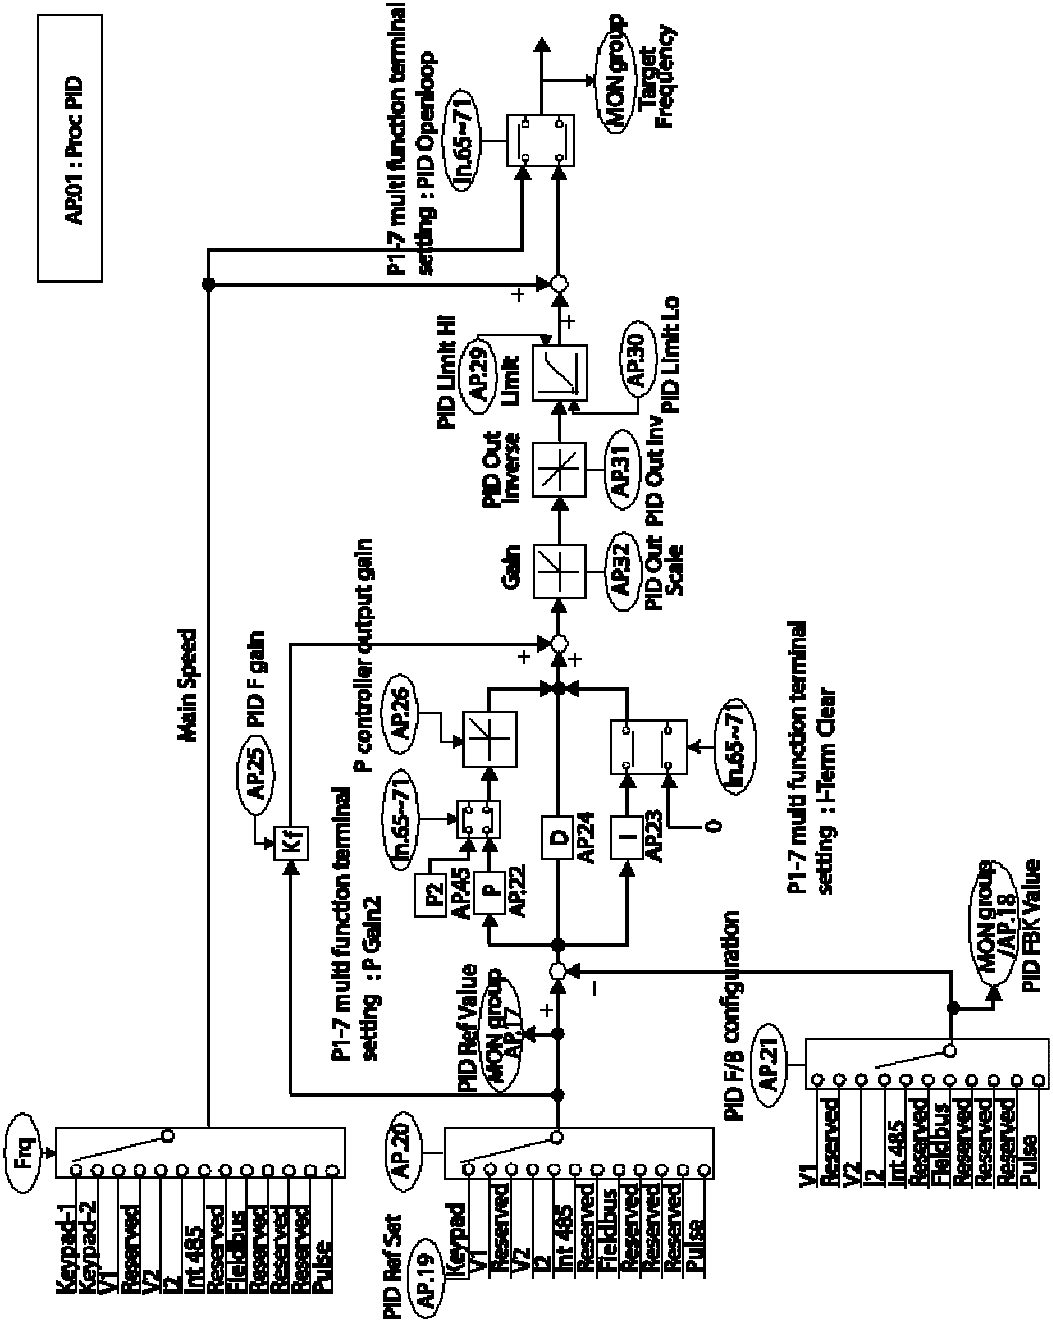 AP.01 : Proc PID
Frq
Keypad-1
Keypad-2
V1
Reserved
V2
I2
Int 485
Reserved
Fieldbus
Reserved
Reserved
Reserved
Pulse
Main Speed
AP.25
PID F gain
Kf
P1-7 multi function terminal
setting : PID Openloop
In.65~71
MON group
Target
Frequency
PID Ref Set
AP.19
AP.20
Keypad
V1
Reserved
V2
I2
Int 485
Reserved
Fieldbus
Reserved
Reserved
Reserved
Pulse
PID Ref Value
MON group
AP.17
+
−
P1-7 multi function terminal
setting : P Gain2
In.65~71
P2
AP.45
P
AP.22
P controller output gain
AP.26
D
AP.24
I
AP.23
0
In.65~71
P1-7 multi function terminal
setting : I-Term Clear
+
+
Gain
AP.32
PID Out
Scale
PID Out
Inverse
AP.31
PID Out Inv
PID Limit Hi
AP.29
Limit
AP.30
PID Limit Lo
+
+
PID F/B configuration
AP.21
V1
Reserved
V2
I2
Int 485
Reserved
Fieldbus
Reserved
Reserved
Reserved
Pulse
MON group
/AP.18
PID FBK Value